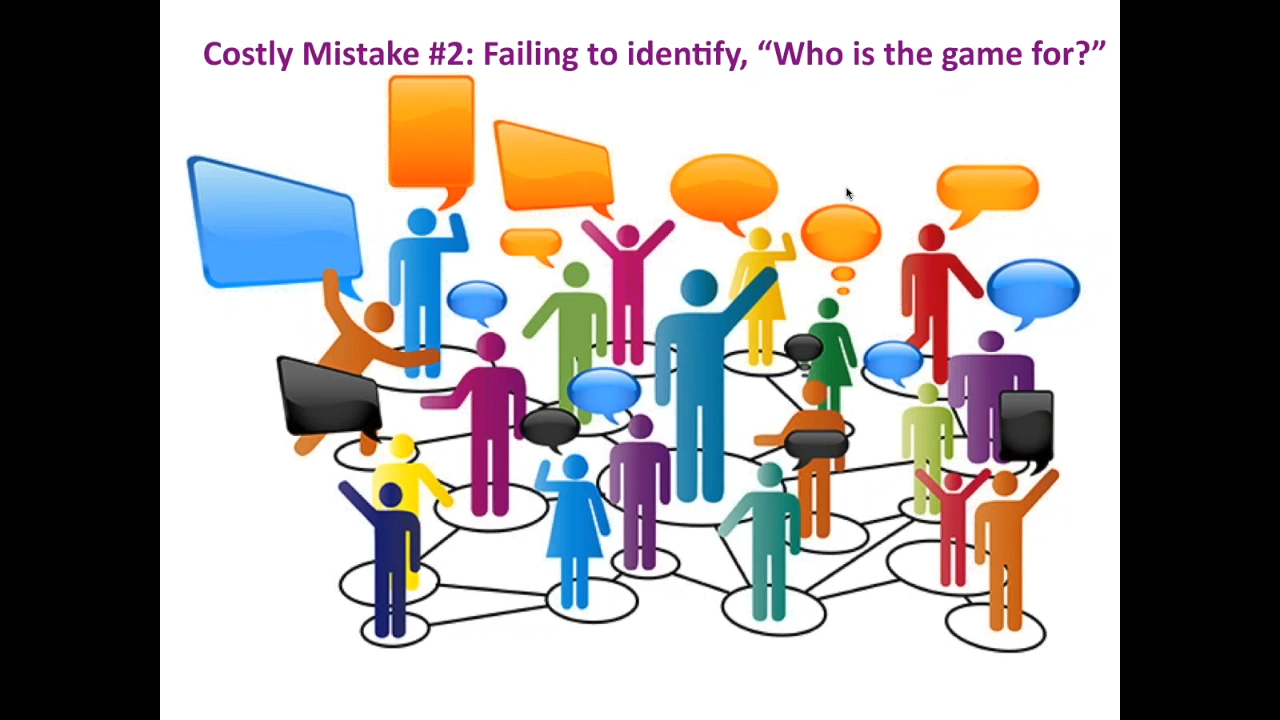 Costly Mistake #2: Failing to identify, “Who is the game for?”